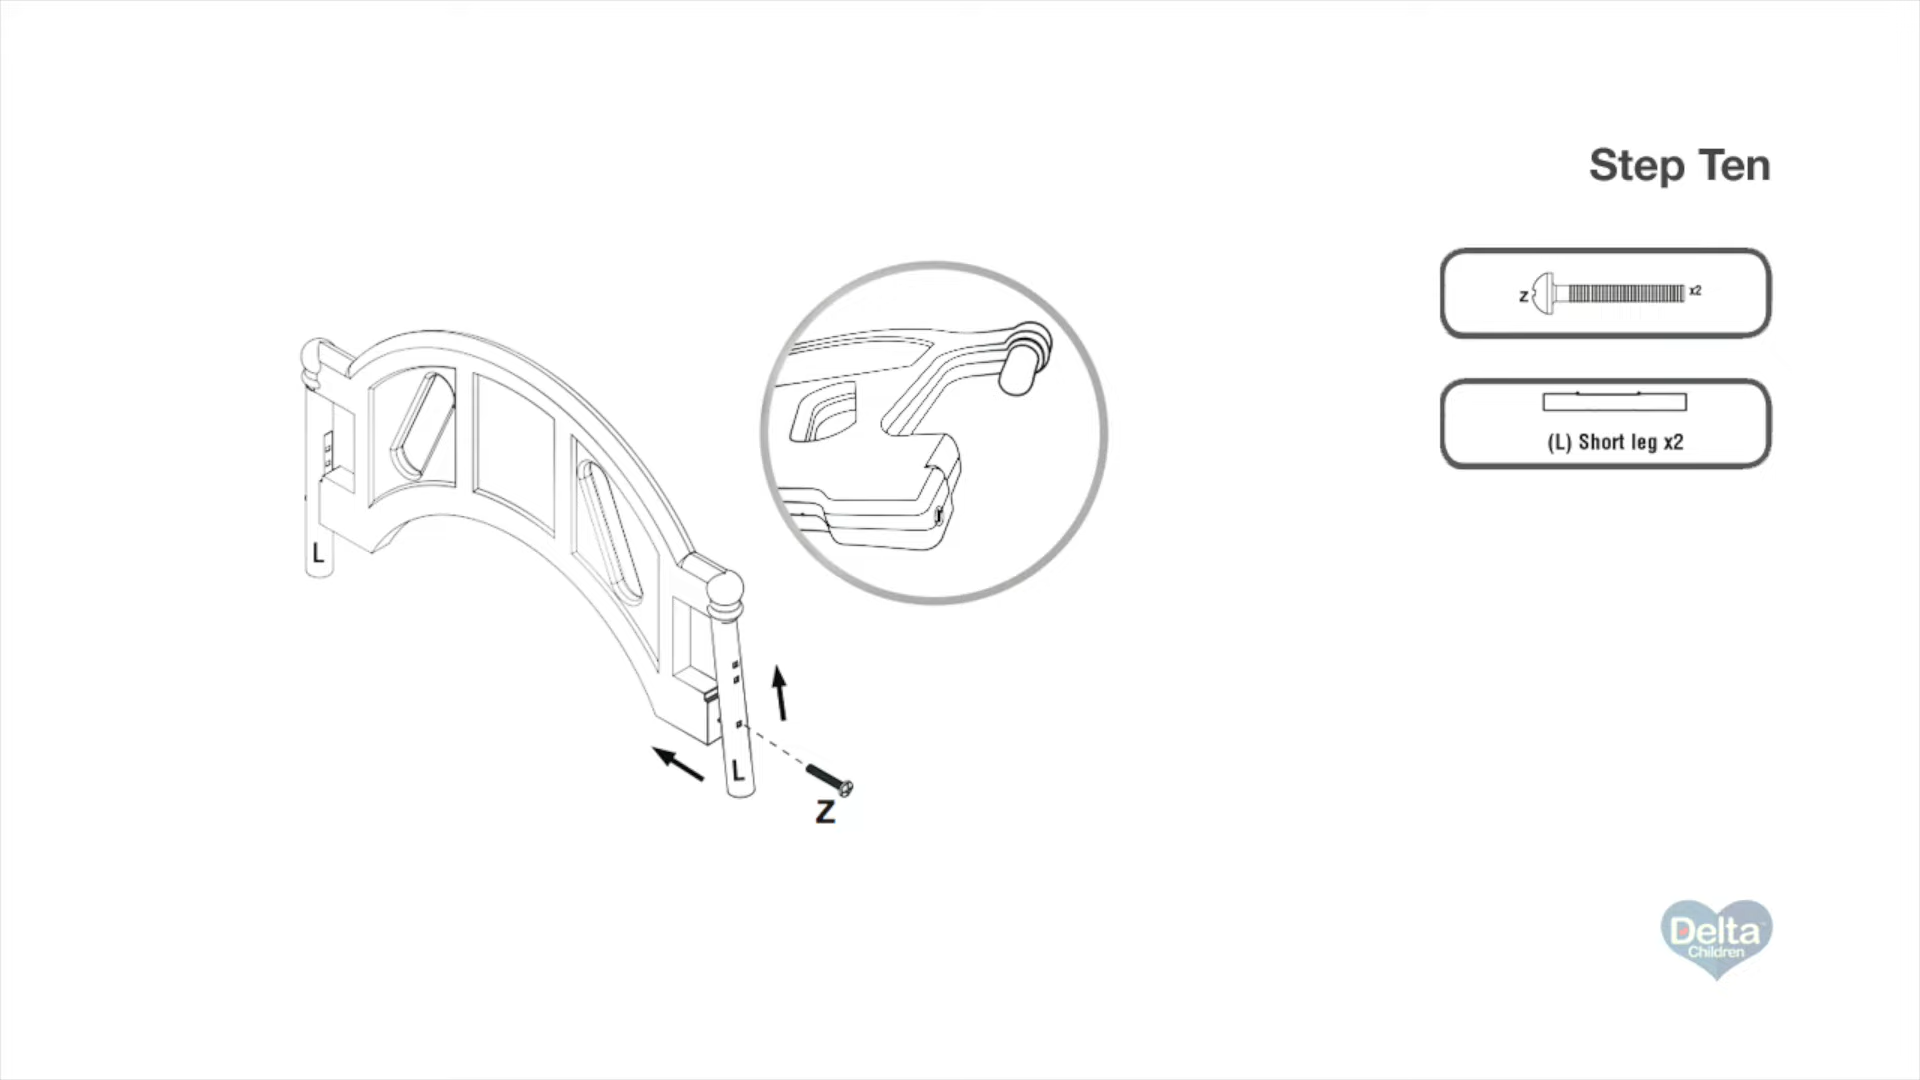 Step Ten
Z x2
(L) Short leg x2
L
L
Z
Delta
Children